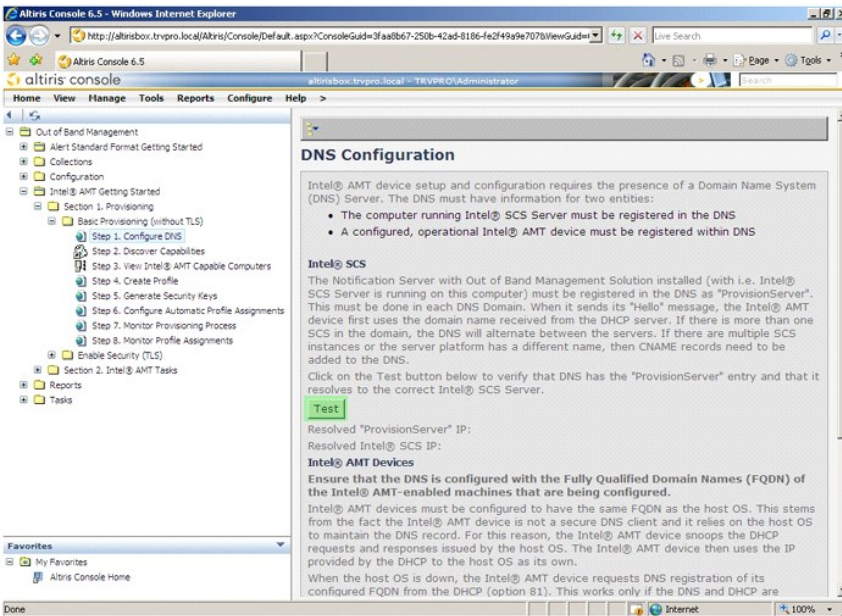 Altiris Console 6.5 - Windows Internet Explorer
http://altirisbox.trvpro.local/Altiris/Console/Default.aspx?ConsoleGuid=3faa8b67-250b-42ad-8186-fe2f49a9e707&ViewGuid=
Live Search
Altiris Console 6.5
Page
Tools
altiris console
altirisbox.trvpro.local - TRVPRO\Administrator
Search
Home View Manage Tools Reports Configure Help >
Out of Band Management
Alert Standard Format Getting Started
Collections
Configuration
Intel® AMT Getting Started
Section 1. Provisioning
Basic Provisioning (without TLS)
Step 1. Configure DNS
Step 2. Discover Capabilities
Step 3. View Intel® AMT Capable Computers
Step 4. Create Profile
Step 5. Generate Security Keys
Step 6. Configure Automatic Profile Assignments
Step 7. Monitor Provisioning Process
Step 8. Monitor Profile Assignments
Enable Security (TLS)
Section 2. Intel® AMT Tasks
Reports
Tasks
Favorites
My Favorites
Altiris Console Home
DNS Configuration
Intel® AMT device setup and configuration requires the presence of a Domain Name System
(DNS) Server. The DNS must have information for two entities:
• The computer running Intel® SCS Server must be registered in the DNS
• A configured, operational Intel® AMT device must be registered within DNS
Intel® SCS
The Notification Server with Out of Band Management Solution installed (with i.e. Intel®
SCS Server is running on this computer) must be registered in the DNS as "ProvisionServer".
This must be done in each DNS Domain. When it sends its "Hello" message, the Intel® AMT
device first uses the domain name received from the DHCP server. If there is more than one
SCS in the domain, the DNS will alternate between the servers. If there are multiple SCS
instances or the server platform has a different name, then CNAME records need to be
added to the DNS.
Click on the Test button below to verify that DNS has the "ProvisionServer" entry and that it
resolves to the correct Intel® SCS Server.
Test
Resolved "ProvisionServer" IP:
Resolved Intel® SCS IP:
Intel® AMT Devices
Ensure that the DNS is configured with the Fully Qualified Domain Names (FQDN) of
the Intel® AMT-enabled machines that are being configured.
Intel® AMT devices must be configured to have the same FQDN as the host OS. This stems
from the fact the Intel® AMT device is not a secure DNS client and it relies on the host OS
to maintain the DNS record. For this reason, the Intel® AMT device snoops the DHCP
requests and responses issued by the host OS. The Intel® AMT device then uses the IP
provided by the DHCP to the host OS as its own.
When the host OS is down, the Intel® AMT device requests DNS registration of its
configured FQDN from the DHCP (option 81). This works only if the DNS and DHCP are
Done
Internet
100%